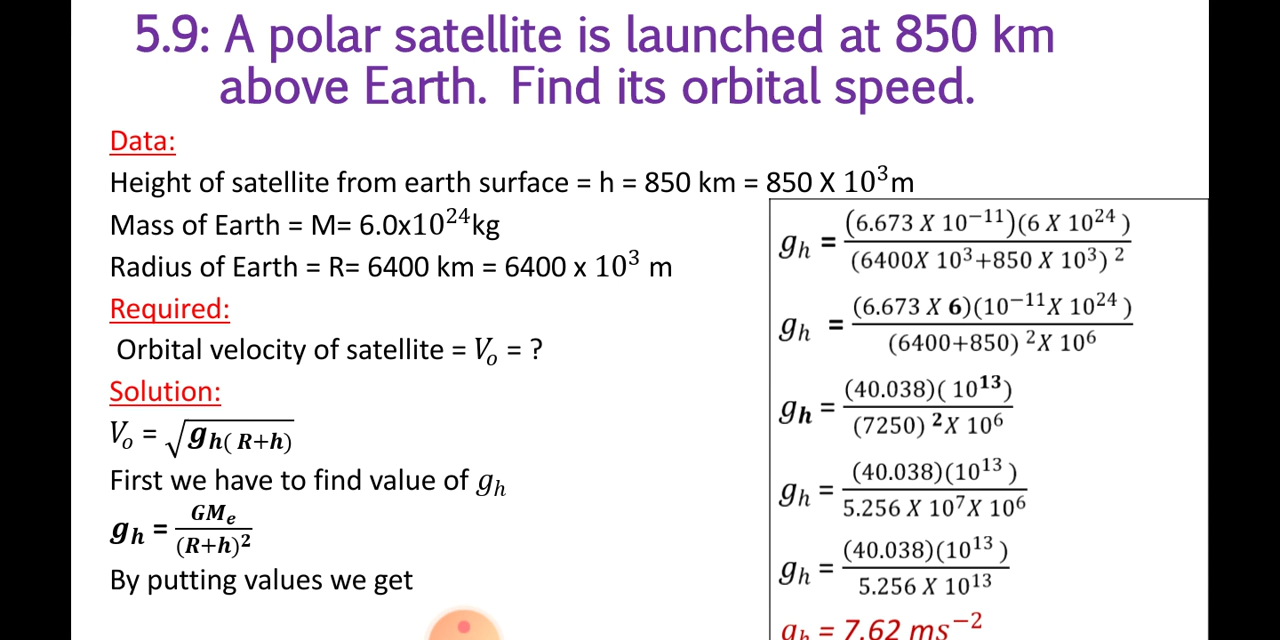 5.9: A polar satellite is launched at 850 km
above Earth. Find its orbital speed.
Data:
Height of satellite from earth surface = h = 850 km = 850 X 10³m
Mass of Earth = M= 6.0x10²⁴kg
Radius of Earth = R= 6400 km = 6400 x 10³ m
Required:
Orbital velocity of satellite = Vₒ = ?
Solution:
Vₒ = √gₕ( R+h)
First we have to find value of gₕ
gₕ = GMₑ/(R+h)²
By putting values we get
gₕ = (6.673 X 10⁻¹¹)(6 X 10²⁴ )/(6400X 10³+850 X 10³) ²
gₕ = (6.673 X 6)(10⁻¹¹X 10²⁴ )/(6400+850) ²X 10⁶
gₕ = (40.038)( 10¹³)/(7250) ²X 10⁶
gₕ = (40.038)(10¹³ )/5.256 X 10⁷X 10⁶
gₕ = (40.038)(10¹³ )/5.256 X 10¹³
gₕ = 7.62 ms⁻²